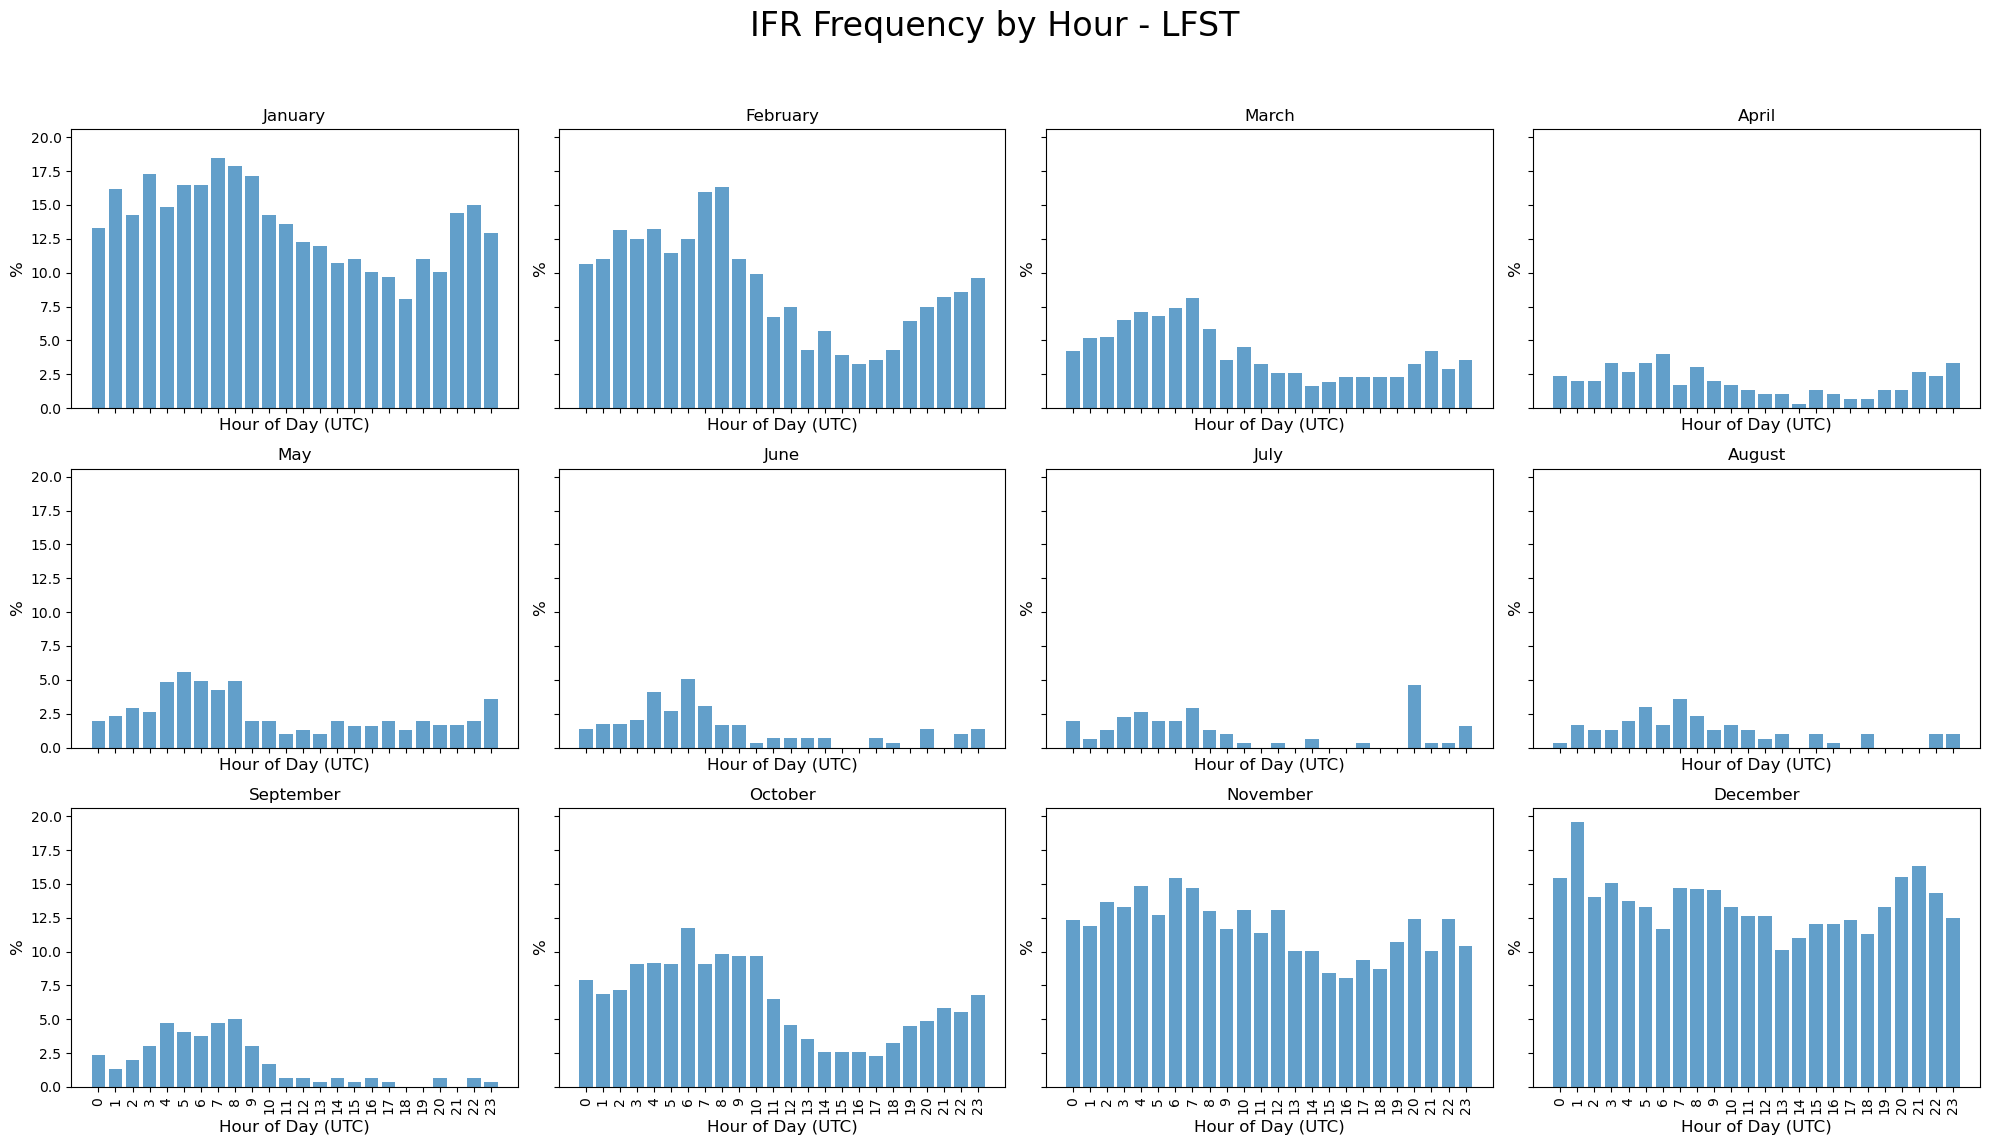 IFR Frequency by Hour - LFST
January
February
March
April
20.0
17.5
15.0
12.5
10.0
7.5
5.0
2.5
0.0
%
%
%
%
Hour of Day (UTC)
Hour of Day (UTC)
Hour of Day (UTC)
Hour of Day (UTC)
May
June
July
August
20.0
17.5
15.0
12.5
10.0
7.5
5.0
2.5
0.0
%
%
%
%
Hour of Day (UTC)
Hour of Day (UTC)
Hour of Day (UTC)
Hour of Day (UTC)
September
October
November
December
20.0
17.5
15.0
12.5
10.0
7.5
5.0
2.5
0.0
%
%
%
%
0 1 2 3 4 5 6 7 8 9 10 11 12 13 14 15 16 17 18 19 20 21 22 23
0 1 2 3 4 5 6 7 8 9 10 11 12 13 14 15 16 17 18 19 20 21 22 23
0 1 2 3 4 5 6 7 8 9 10 11 12 13 14 15 16 17 18 19 20 21 22 23
0 1 2 3 4 5 6 7 8 9 10 11 12 13 14 15 16 17 18 19 20 21 22 23
Hour of Day (UTC)
Hour of Day (UTC)
Hour of Day (UTC)
Hour of Day (UTC)